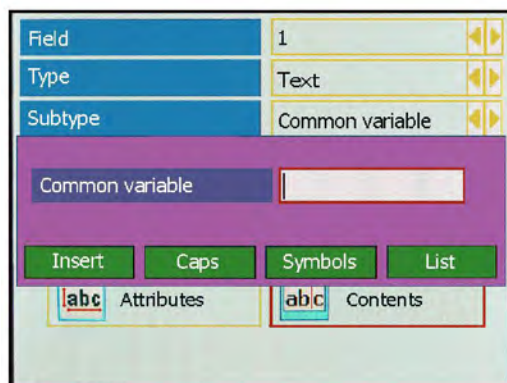 Field 1
Type Text
Subtype Common variable
Common variable
Insert Caps Symbols List
abc Attributes abc Contents